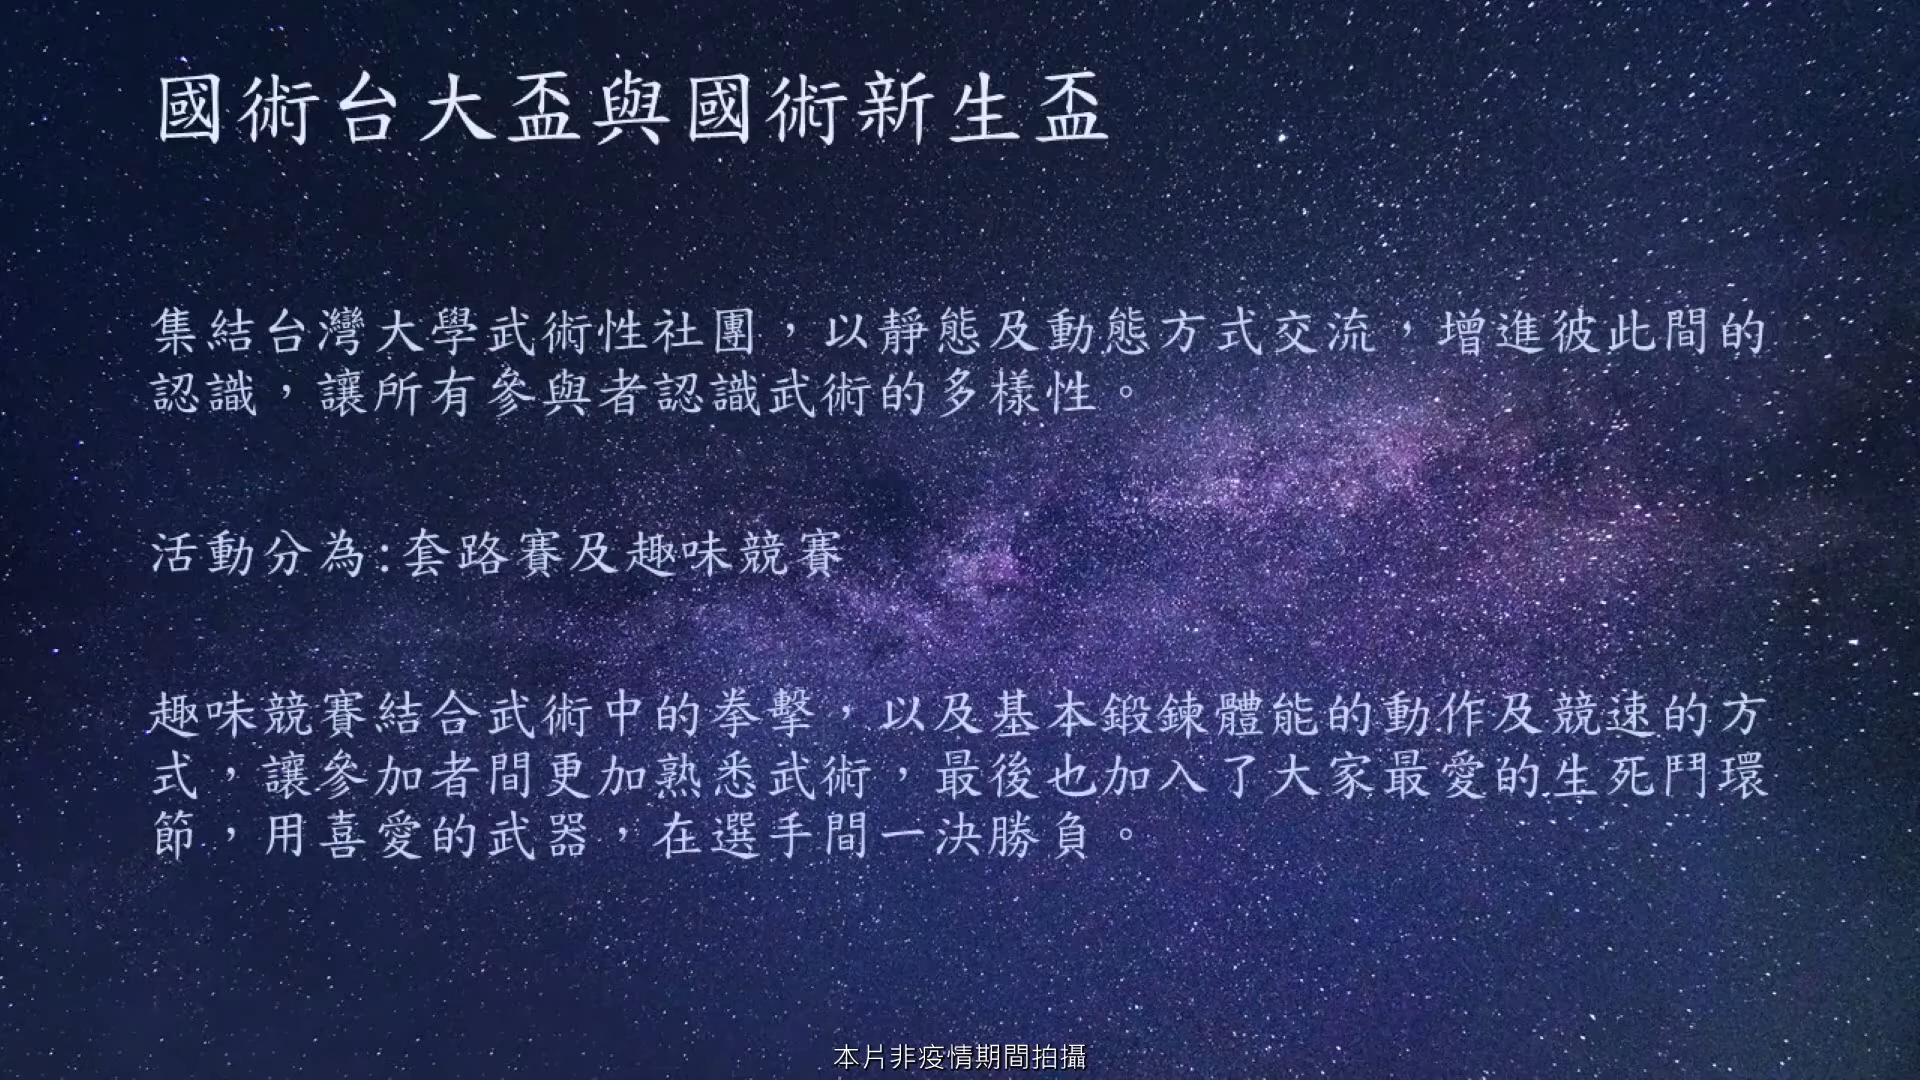 國術台大盃與國術新生盃
集結台灣大學武術性社團，以靜態及動態方式交流，增進彼此間的
認識，讓所有參與者認識武術的多樣性。
活動分為:套路賽及趣味競賽
趣味競賽結合武術中的拳擊，以及基本鍛鍊體能的動作及競速的方
式，讓參加者間更加熟悉武術，最後也加入了大家最愛的生死鬥環
節，用喜愛的武器，在選手間一決勝負。
本片非疫情期間拍攝